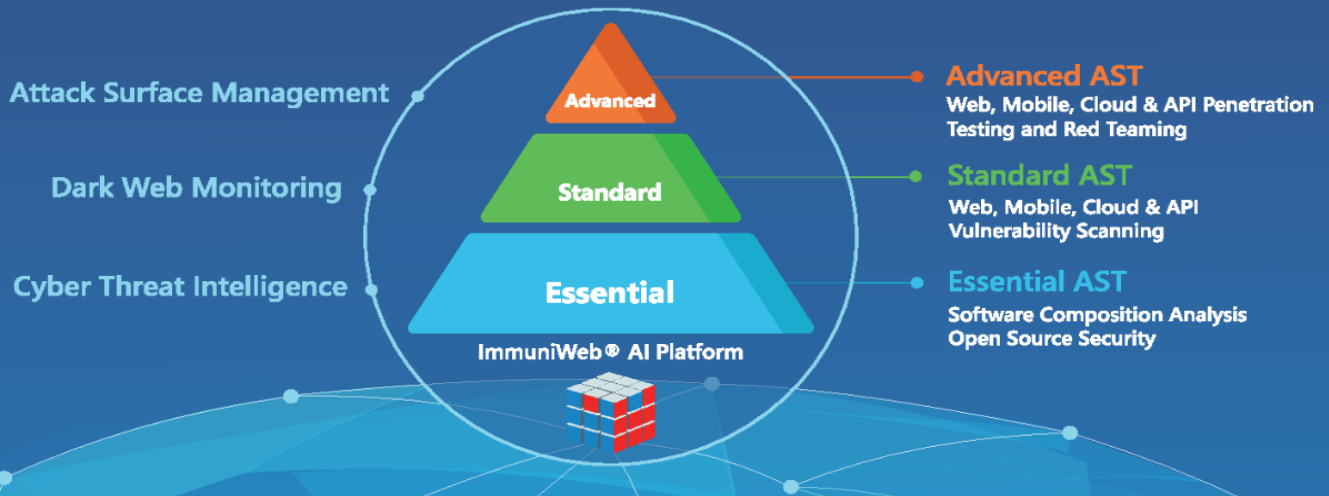 Attack Surface Management
Dark Web Monitoring
Cyber Threat Intelligence
Advanced
Standard
Essential
ImmuniWeb® AI Platform
Advanced AST
Web, Mobile, Cloud & API Penetration
Testing and Red Teaming
Standard AST
Web, Mobile, Cloud & API
Vulnerability Scanning
Essential AST
Software Composition Analysis
Open Source Security